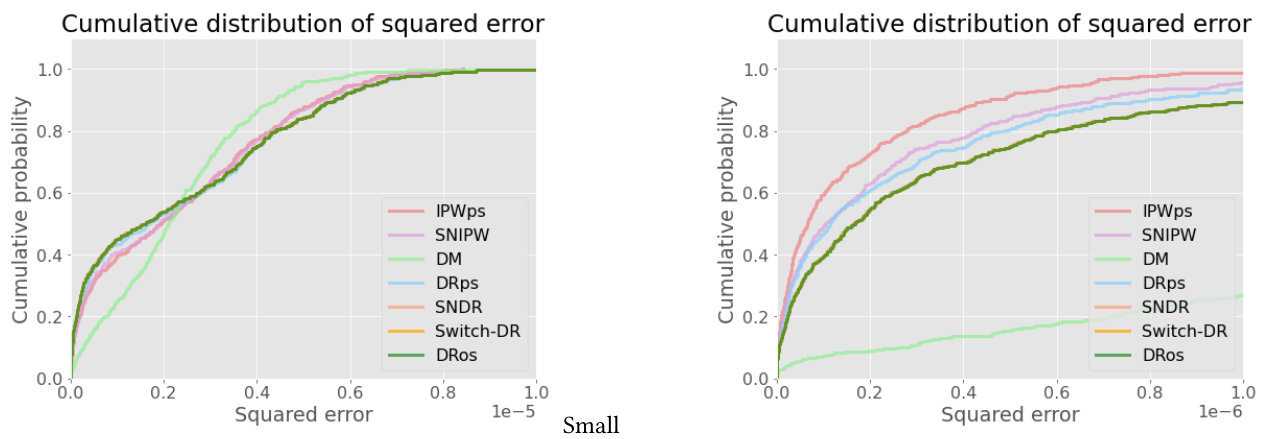 Cumulative distribution of squared error
Cumulative probability
1.0
0.8
0.6
0.4
0.2
0.0
IPWps
SNIPW
DM
DRps
SNDR
Switch-DR
DRos
0.0 0.2 0.4 0.6 0.8 1.0
Squared error
1e−5
Small
Cumulative distribution of squared error
Cumulative probability
1.0
0.8
0.6
0.4
0.2
0.0
IPWps
SNIPW
DM
DRps
SNDR
Switch-DR
DRos
0.0 0.2 0.4 0.6 0.8 1.0
Squared error
1e−6